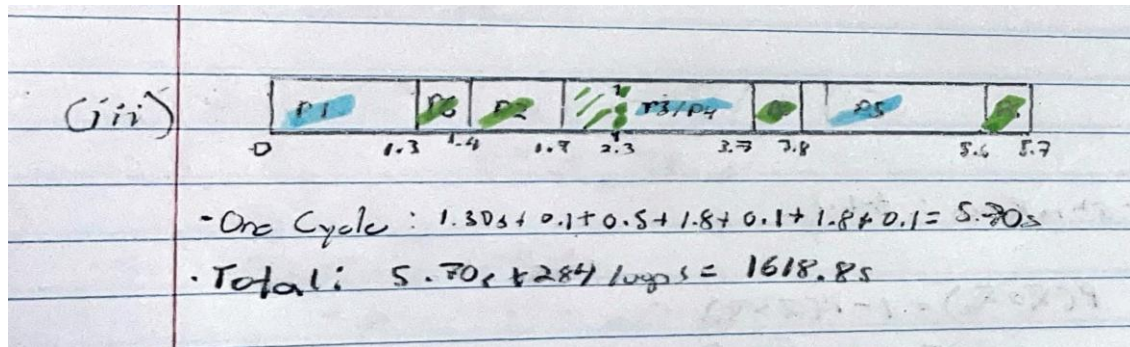 (iii) P1 P6 P2 P3/P4 P5
0 1.3 1.4 1.9 2.3 3.7 3.8 5.6 5.7
- One Cycle : 1.30s + 0.1 + 0.5 + 1.8 + 0.1 + 1.8 + 0.1 = 5.70s
· Total: 5.70s * 284 loops = 1618.8s